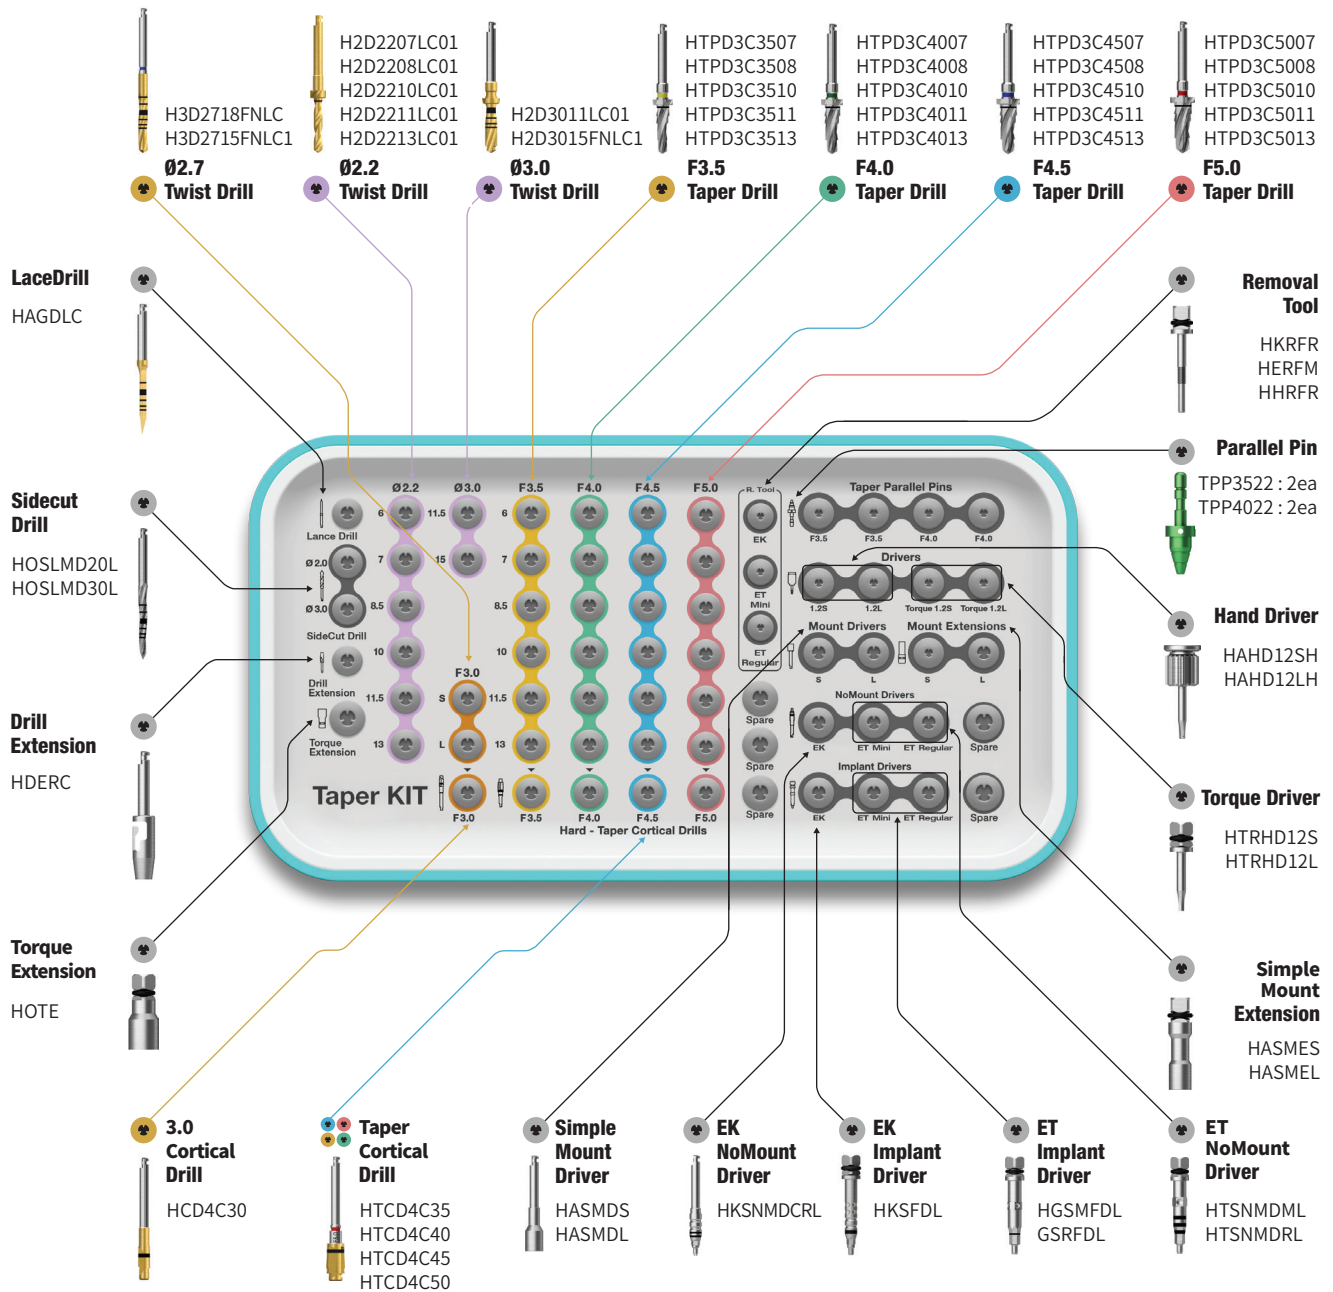 H3D2718FNLC
H3D2715FNLC1
Ø2.7
Twist Drill
H2D2207LC01
H2D2208LC01
H2D2210LC01
H2D2211LC01
H2D2213LC01
Ø2.2
Twist Drill
H2D3011LC01
H2D3015FNLC1
Ø3.0
Twist Drill
HTPD3C3507
HTPD3C3508
HTPD3C3510
HTPD3C3511
HTPD3C3513
F3.5
Taper Drill
HTPD3C4007
HTPD3C4008
HTPD3C4010
HTPD3C4011
HTPD3C4013
F4.0
Taper Drill
HTPD3C4507
HTPD3C4508
HTPD3C4510
HTPD3C4511
HTPD3C4513
F4.5
Taper Drill
HTPD3C5007
HTPD3C5008
HTPD3C5010
HTPD3C5011
HTPD3C5013
F5.0
Taper Drill
LaceDrill
HAGDLC
Sidecut
Drill
HOSLMD20L
HOSLMD30L
Drill
Extension
HDERC
Torque
Extension
HOTE
Removal
Tool
HKRFR
HERFM
HHRFR
Parallel Pin
TPP3522 : 2ea
TPP4022 : 2ea
Hand Driver
HAHD12SH
HAHD12LH
Torque Driver
HTRHD12S
HTRHD12L
Simple
Mount
Extension
HASMES
HASMEL
Ø2.2 Ø3.0 F3.5 F4.0 F4.5 F5.0
6 11.5 6
7 15 7
8.5 8.5
10 10
11.5 S 11.5
13 L 13
Lance Drill
Ø 2.0
Ø 3.0
SideCut Drill
Drill
Extension
Torque
Extension
F3.0
Taper KIT
F3.0 F3.5 F4.0 F4.5 F5.0
Hard - Taper Cortical Drills
R. Tool
EK
ET
Mini
ET
Regular
Spare
Spare
Spare
Taper Parallel Pins
F3.5 F3.5 F4.0 F4.0
Drivers
1.2S 1.2L Torque 1.2S Torque 1.2L
Mount Drivers Mount Extensions
S L S L
NoMount Drivers
EK ET Mini ET Regular Spare
Implant Drivers
EK ET Mini ET Regular Spare
3.0
Cortical
Drill
HCD4C30
Taper
Cortical
Drill
HTCD4C35
HTCD4C40
HTCD4C45
HTCD4C50
Simple
Mount
Driver
HASMDS
HASMDL
EK
NoMount
Driver
HKSNMDCRL
EK
Implant
Driver
HKSFDL
ET
Implant
Driver
HGSMFDL
GSRFDL
ET
NoMount
Driver
HTSNMDML
HTSNMDRL